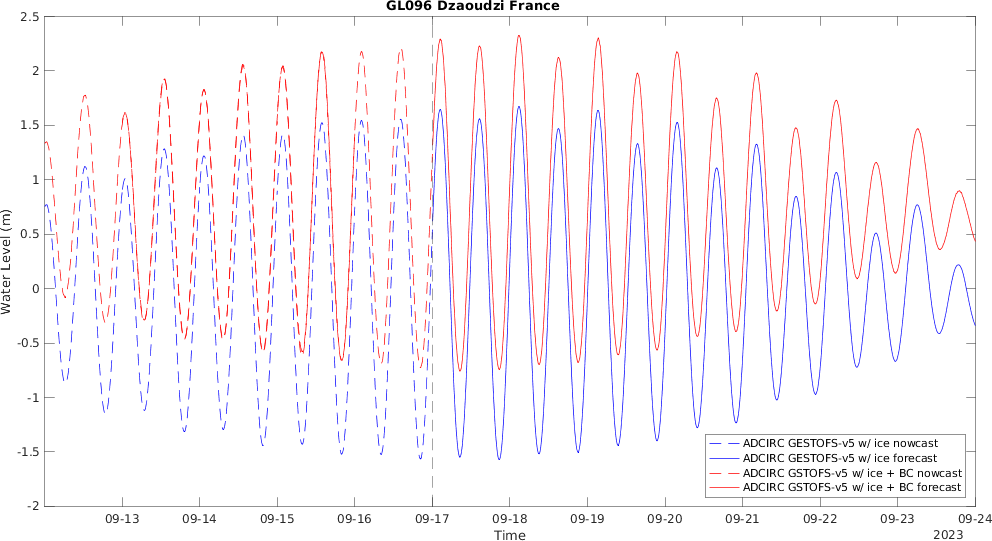 GL096 Dzaoudzi France
2.5
2
1.5
1
0.5
0
-0.5
-1
-1.5
-2
Water Level (m)
ADCIRC GESTOFS-v5 w/ ice nowcast
ADCIRC GESTOFS-v5 w/ ice forecast
ADCIRC GSTOFS-v5 w/ ice + BC nowcast
ADCIRC GSTOFS-v5 w/ ice + BC forecast
09-13 09-14 09-15 09-16 09-17 09-18 09-19 09-20 09-21 09-22 09-23 09-24
Time
2023